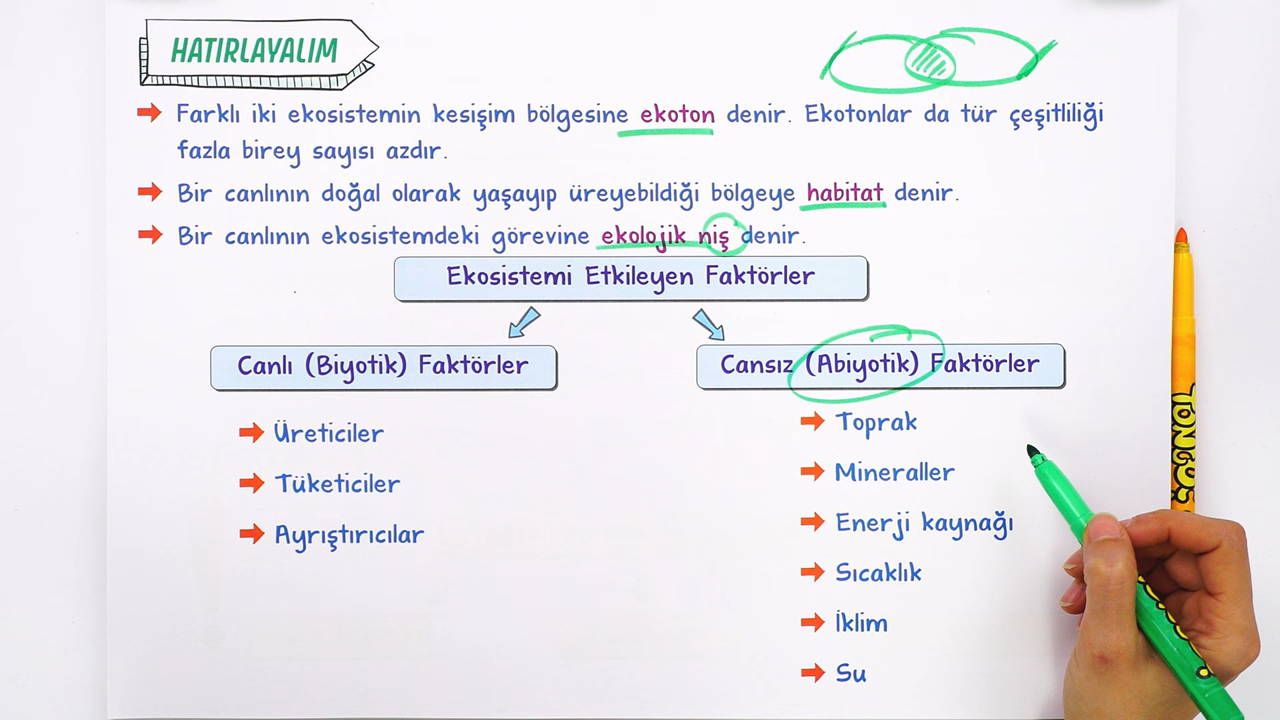 HATIRLAYALIM
Farklı iki ekosistemin kesişim bölgesine ekoton denir. Ekotonlar da tür çeşitliliği
fazla birey sayısı azdır.
Bir canlının doğal olarak yaşayıp üreyebildiği bölgeye habitat denir.
Bir canlının ekosistemdeki görevine ekolojik niş denir.
Ekosistemi Etkileyen Faktörler
Canlı (Biyotik) Faktörler
Cansız (Abiyotik) Faktörler
Üreticiler
Tüketiciler
Ayrıştırıcılar
Toprak
Mineraller
Enerji kaynağı
Sıcaklık
İklim
Su